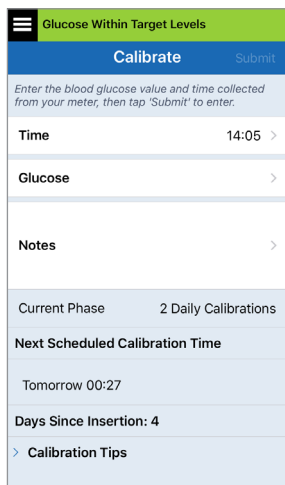 Glucose Within Target Levels
Calibrate Submit
Enter the blood glucose value and time collected
from your meter, then tap 'Submit' to enter.
Time 14:05
Glucose
Notes
Current Phase 2 Daily Calibrations
Next Scheduled Calibration Time
Tomorrow 00:27
Days Since Insertion: 4
Calibration Tips